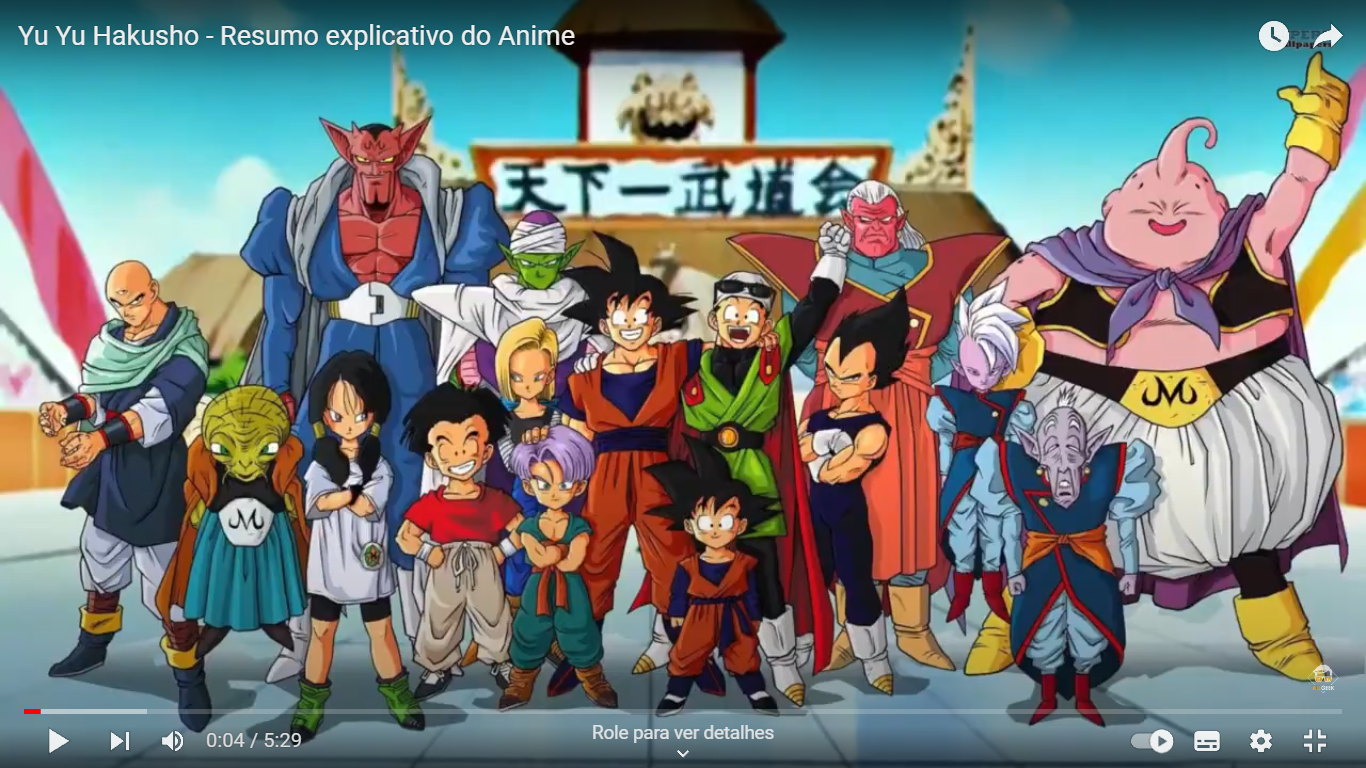 Yu Yu Hakusho - Resumo explicativo do Anime
天下一武道会
M
M
0:04 / 5:29
Role para ver detalhes